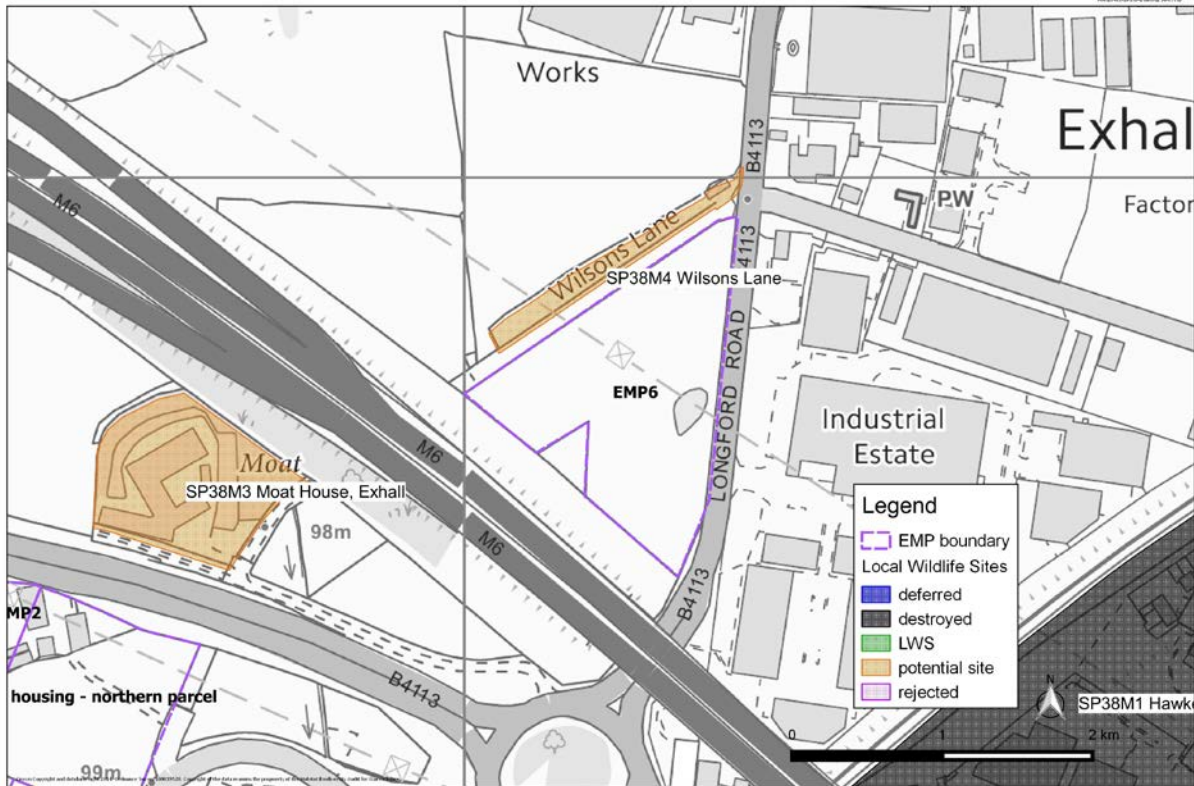 Works
B4113
Exhal
M6
P.W
Factor
Wilsons Lane
4113
SP38M4 Wilsons Lane
LONGFORD ROAD
EMP6
Industrial
Estate
M6
Moat
SP38M3 Moat House, Exhall
98m
M6
B4113
MP2
B4113
housing - northern parcel
99m
Legend
EMP boundary
Local Wildlife Sites
deferred
destroyed
LWS
potential site
rejected
N
SP38M1 Hawke
0 1 2 km